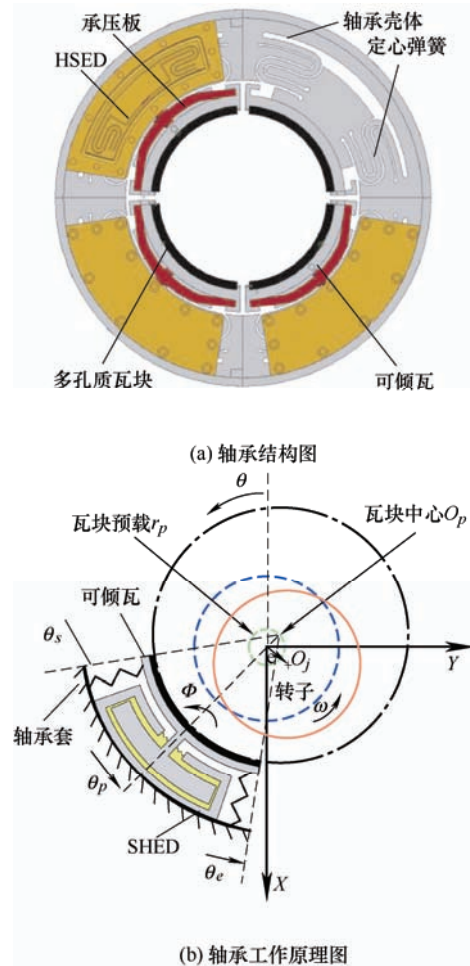 承压板
HSED
轴承壳体
定心弹簧
多孔质瓦块
可倾瓦
(a) 轴承结构图
θ
瓦块预载rp
瓦块中心Op
可倾瓦
θs
Oj
Y
转子
Φ
ω
轴承套
θp
SHED
θe
X
(b) 轴承工作原理图